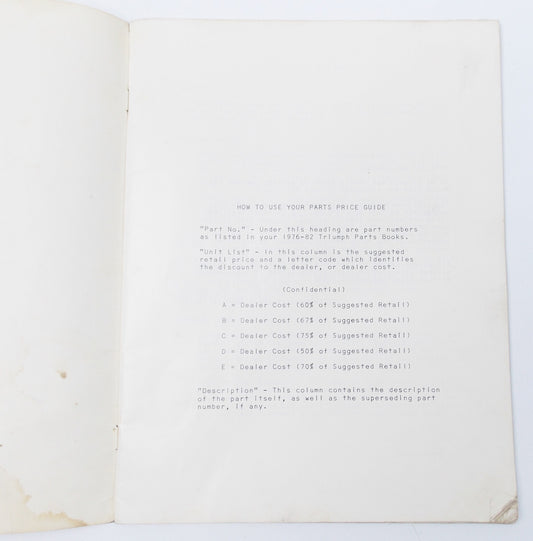 HOW TO USE YOUR PARTS PRICE GUIDE
"Part No." - Under this heading are part numbers
as listed in your 1976-82 Triumph Parts Books.
"Unit List" - In this column is the suggested
retail price and a letter code which identifies
the discount to the dealer, or dealer cost.
(Confidential)
A = Dealer Cost (60% of Suggested Retail)
B = Dealer Cost (67% of Suggested Retail)
C = Dealer Cost (75% of Suggested Retail)
D = Dealer Cost (50% of Suggested Retail)
E = Dealer Cost (70% of Suggested Retail)
"Description" - This column contains the description
of the part itself, as well as the superseding part
number, if any.